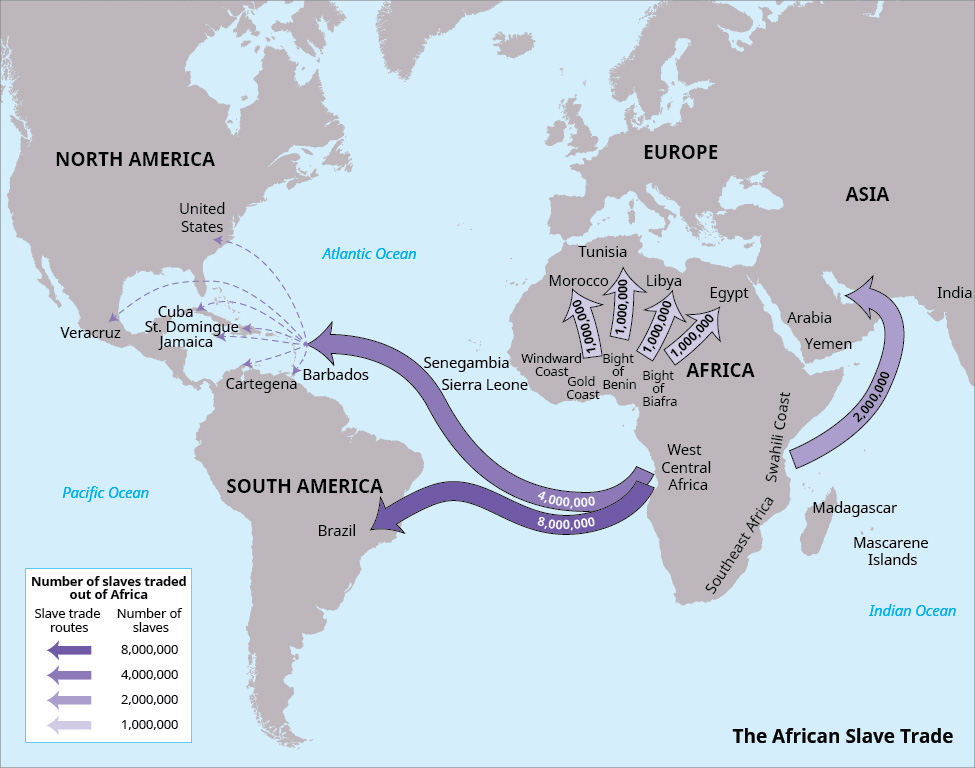 NORTH AMERICA
EUROPE
ASIA
United
States
Atlantic Ocean
Tunisia
Morocco
Libya
Egypt
India
Arabia
Yemen
1,000,000
1,000,000
1,000,000
1,000,000
2,000,000
Cuba
St. Domingue
Jamaica
Veracruz
Cartegena
Barbados
Senegambia
Sierra Leone
Windward
Coast
Gold
Coast
Bight
of
Benin
Bight
of
Biafra
AFRICA
Swahili Coast
West
Central
Africa
SOUTH AMERICA
Pacific Ocean
Brazil
4,000,000
8,000,000
Southeast Africa
Madagascar
Mascarene
Islands
Indian Ocean
Number of slaves traded
out of Africa
Slave trade
routes
Number of
slaves
8,000,000
4,000,000
2,000,000
1,000,000
The African Slave Trade